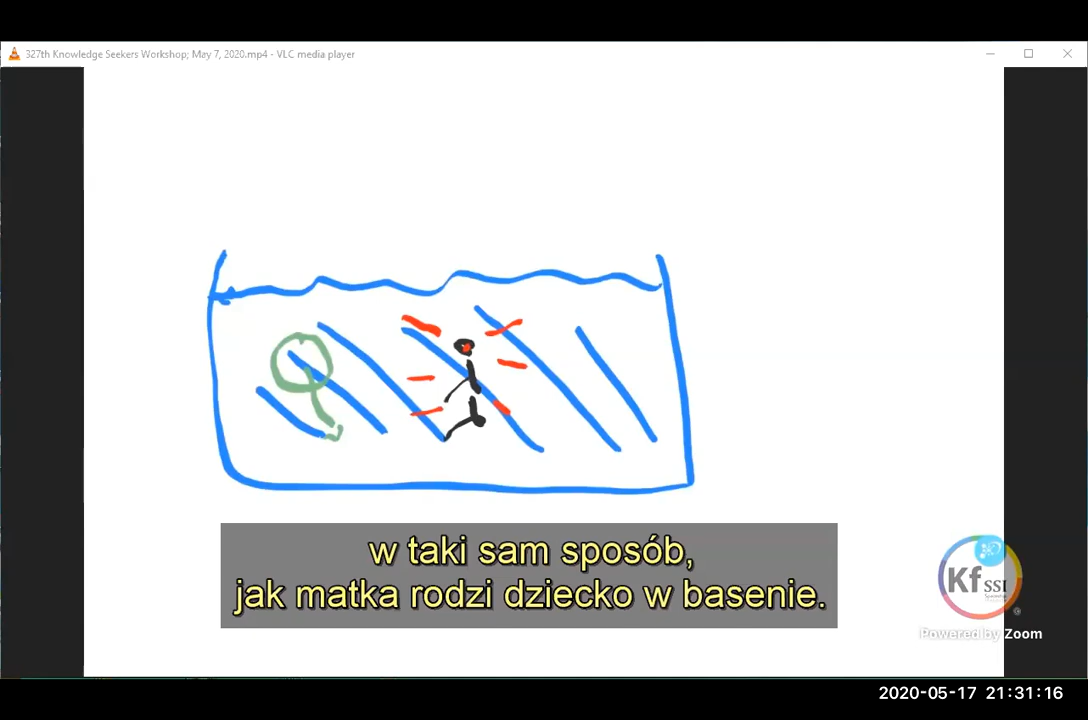 327th Knowledge Seekers Workshop; May 7, 2020.mp4 - VLC media player
w taki sam sposób,
jak matka rodzi dziecko w basenie.
Kf SSI
Powered by Zoom
2020-05-17 21:31:16